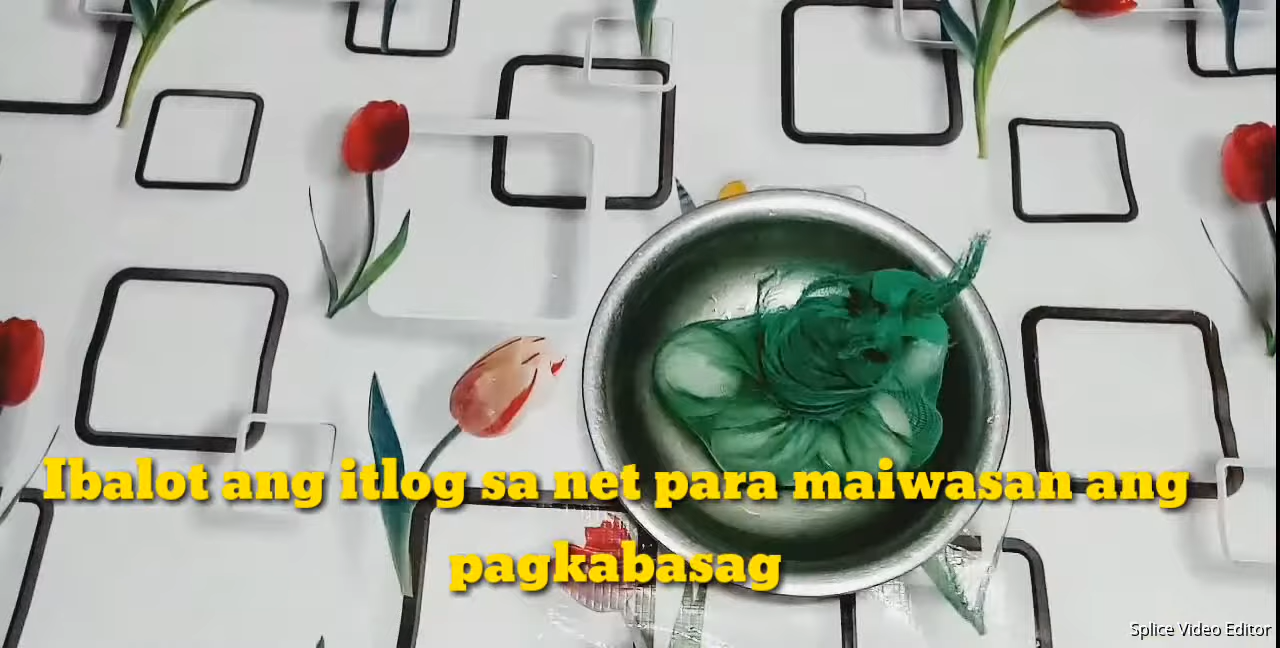 Ibalot ang itlog sa net para maiwasan ang
pagkabasag
Splice Video Editor